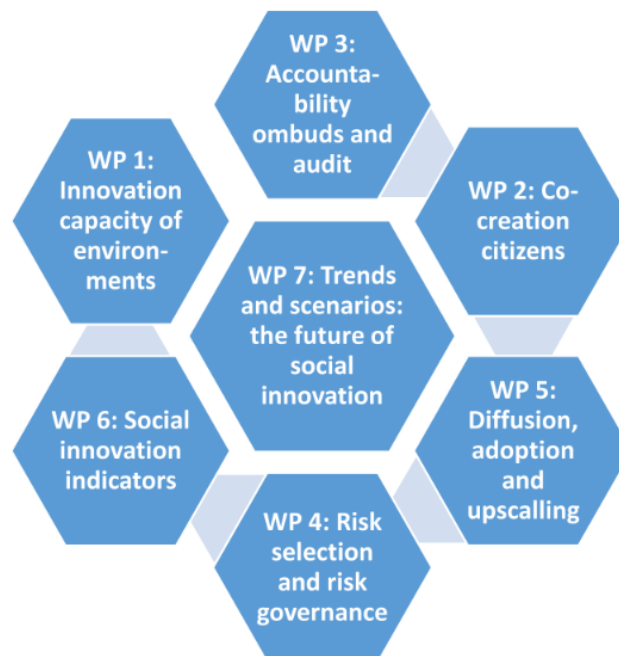 WP 3:
Accounta-
bility
ombuds and
audit
WP 1:
Innovation
capacity of
environ-
ments
WP 2: Co-
creation
citizens
WP 7: Trends
and scenarios:
the future of
social
innovation
WP 6: Social
innovation
indicators
WP 5:
Diffusion,
adoption
and
upscalling
WP 4: Risk
selection
and risk
governance